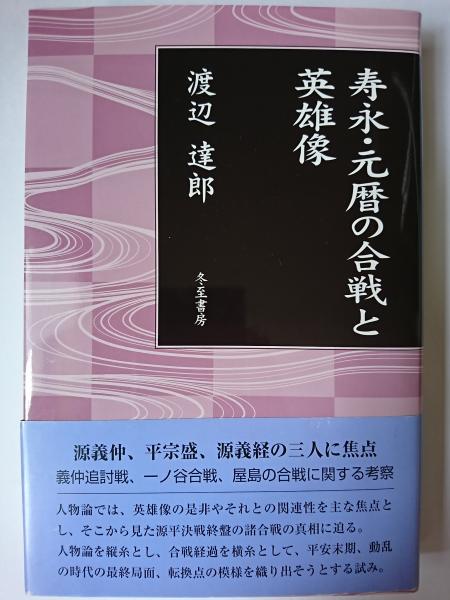 寿永・元暦の合戦と
英雄像
渡辺 達郎
冬至書房
源義仲、平宗盛、源義経の三人に焦点
義仲追討戦、一ノ谷合戦、屋島の合戦に関する考察
人物論では、英雄像の是非やそれとの関連性を主な焦点と
し、そこから見た源平決戦終盤の諸合戦の真相に迫る。
人物論を縦糸とし、合戦経過を横糸として、平安末期、動乱
の時代の最終局面、転換点の模様を織り出そうとする試み。